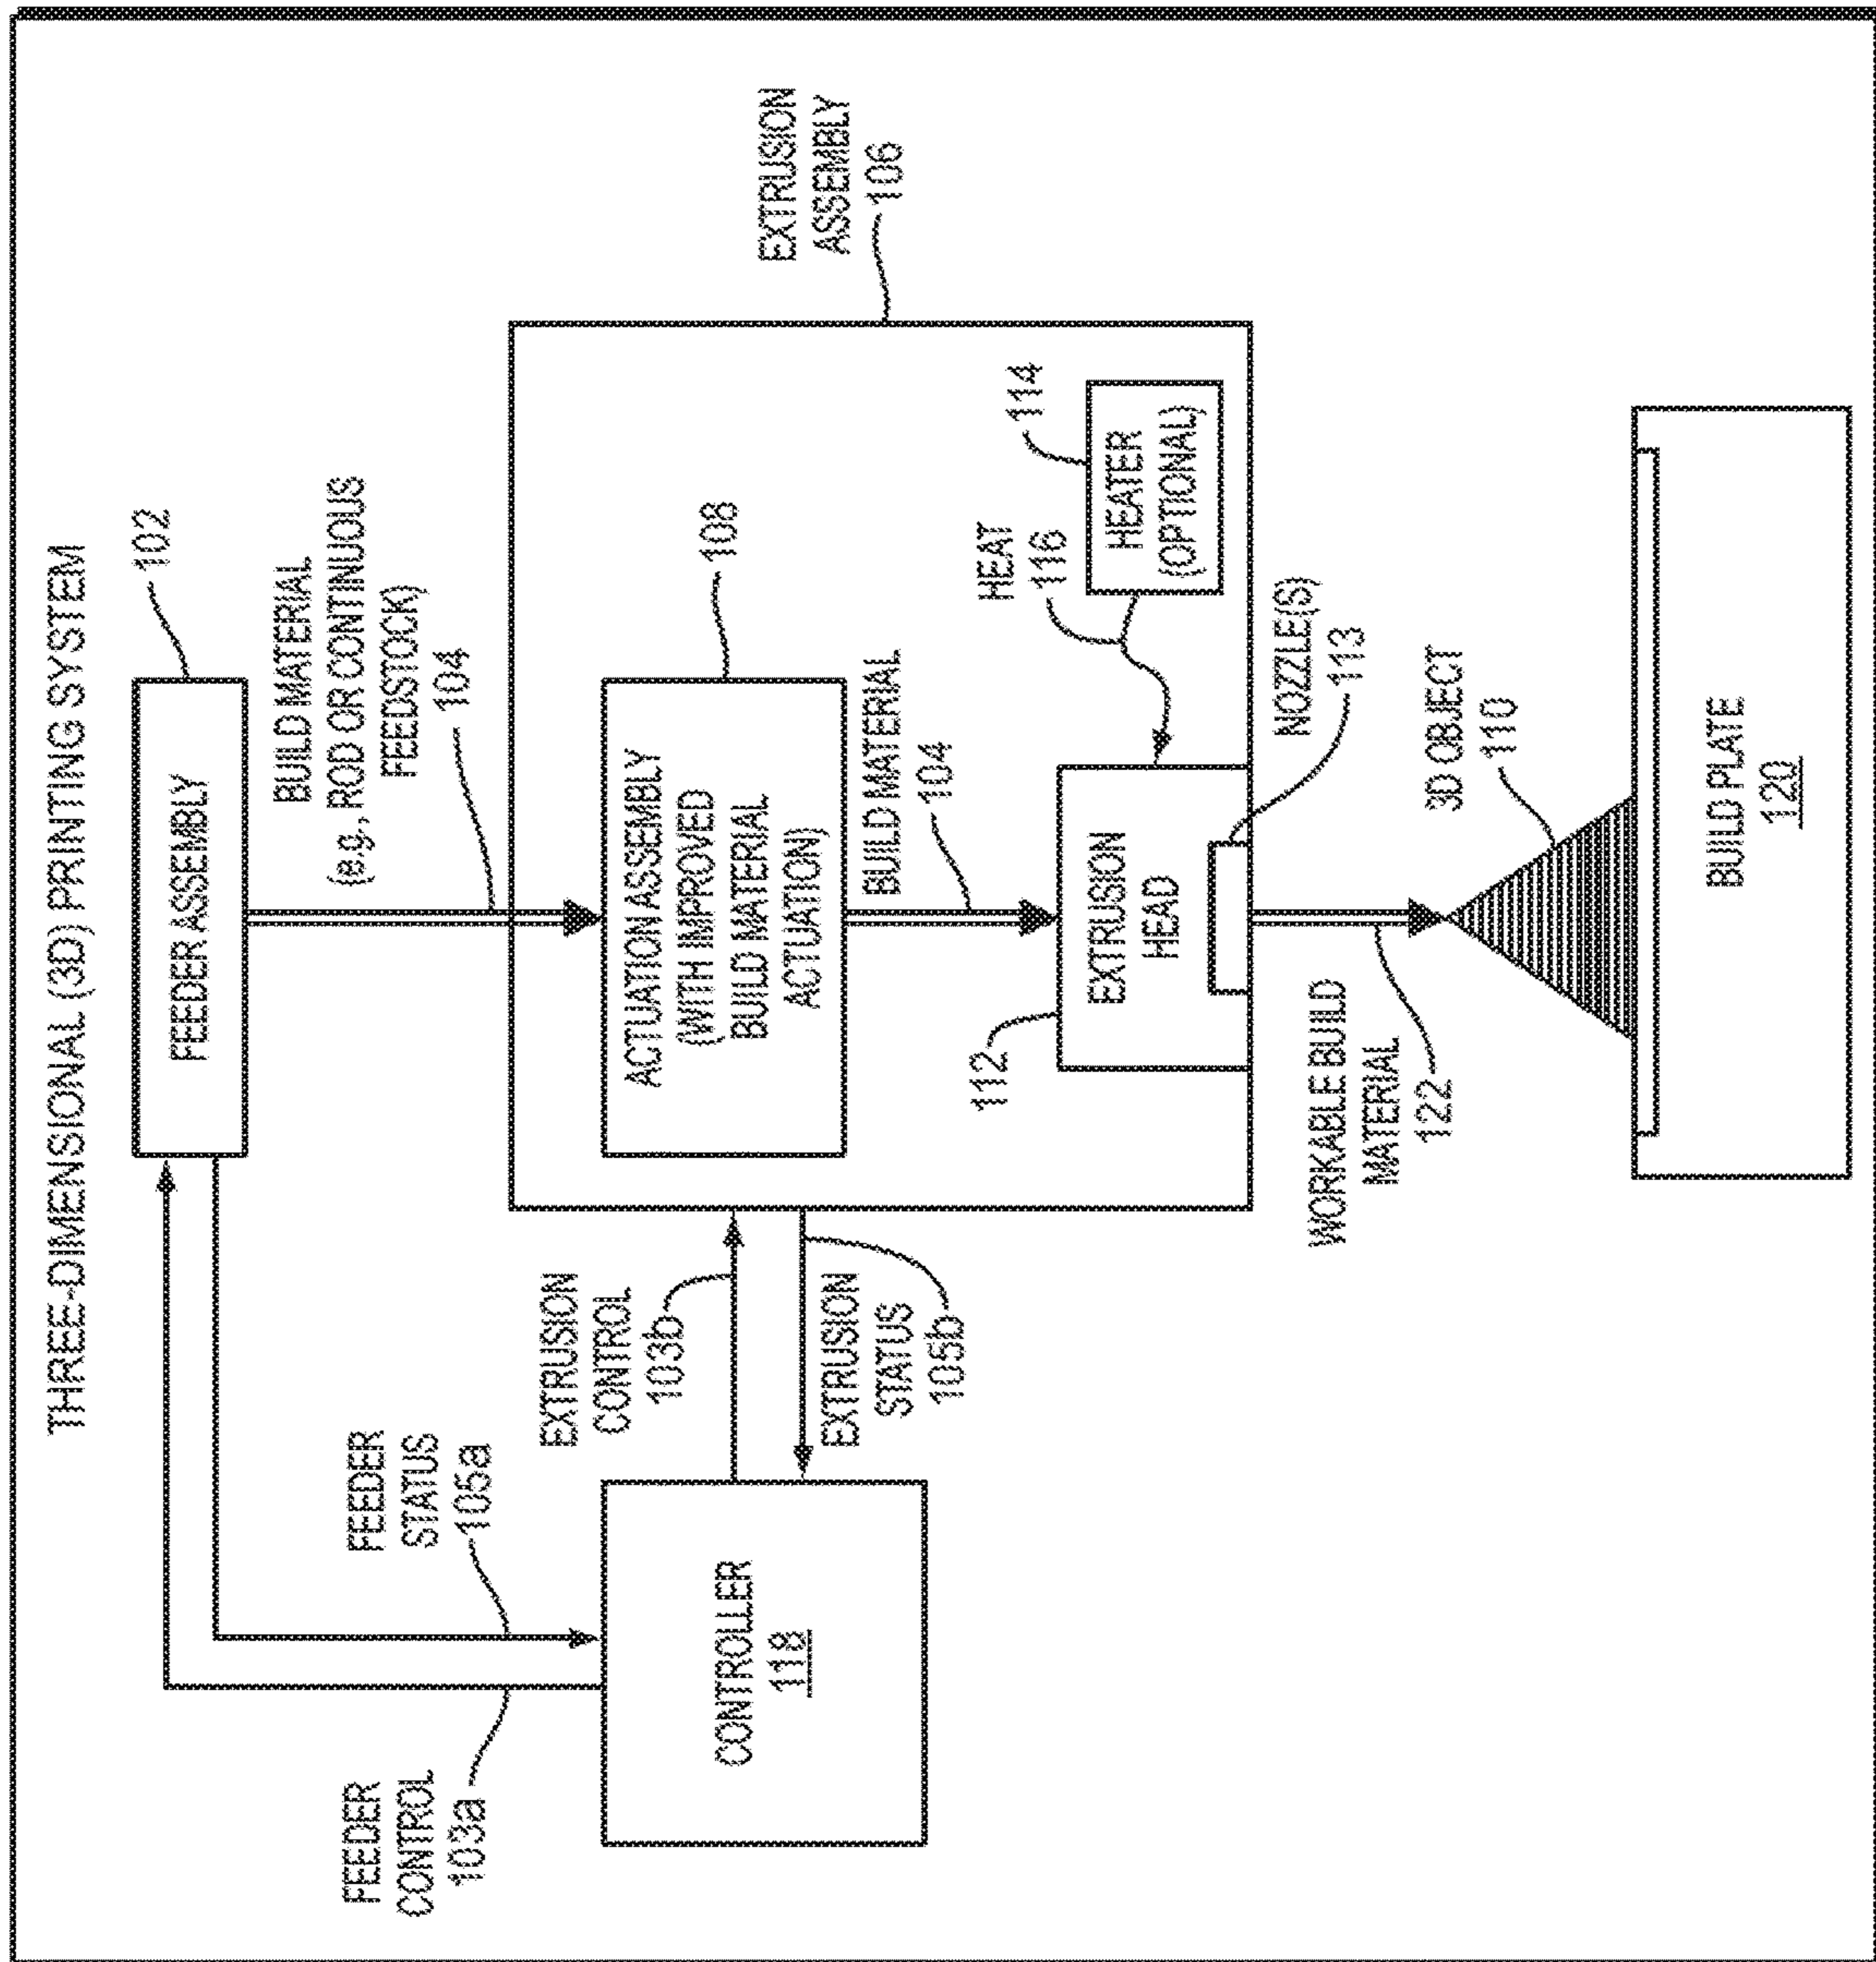 THREE-DIMENSIONAL (3D) PRINTING SYSTEM
FEEDER ASSEMBLY
102
BUILD MATERIAL
(e.g., ROD OR CONTINUOUS
FEEDSTOCK)
104
FEEDER
STATUS
105a
FEEDER
CONTROL
103a
EXTRUSION
CONTROL
103b
EXTRUSION
STATUS
105b
CONTROLLER
118
EXTRUSION
ASSEMBLY
106
ACTUATION ASSEMBLY
(WITH IMPROVED
BUILD MATERIAL
ACTUATION)
108
BUILD MATERIAL
104
HEAT
116
HEATER
(OPTIONAL)
114
EXTRUSION
HEAD
112
NOZZLE(S)
113
WORKABLE BUILD
MATERIAL
122
3D OBJECT
110
BUILD PLATE
120